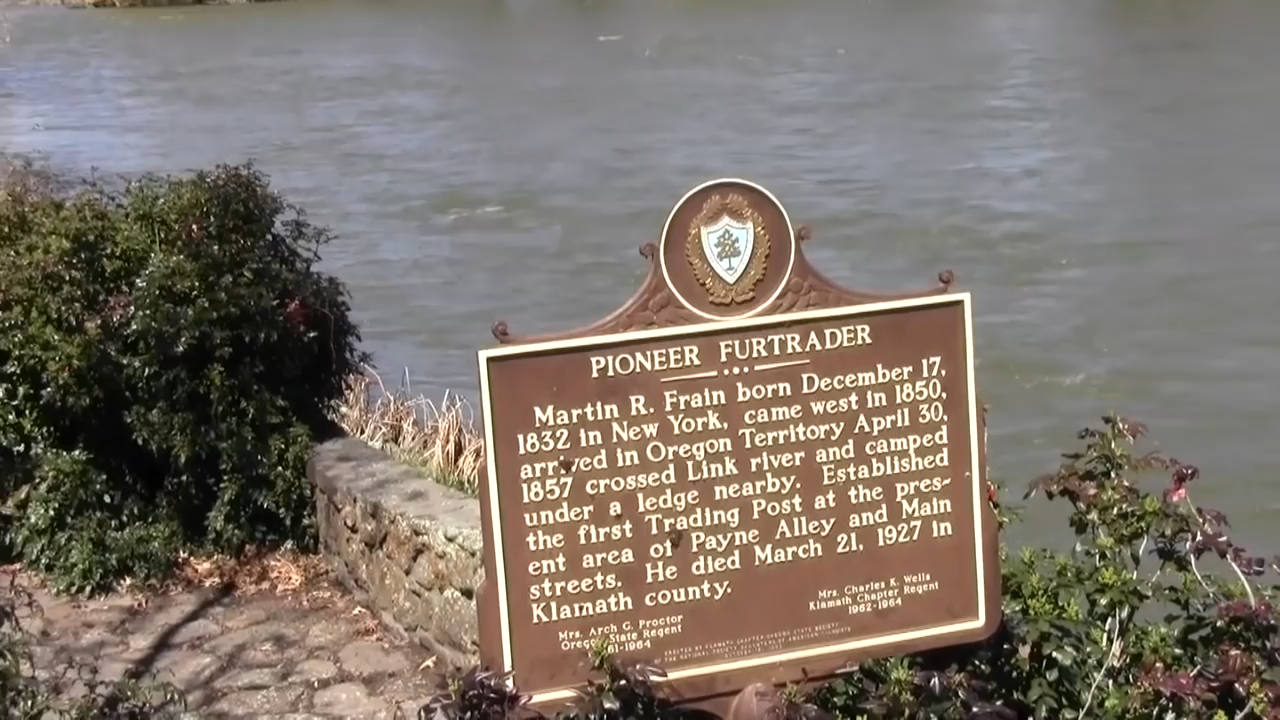 PIONEER FURTRADER
Martin R. Frain born December 17,
1832 in New York, came west in 1850,
arrived in Oregon Territory April 30,
1857 crossed Link river and camped
under a ledge nearby. Established
the first Trading Post at the pres-
ent area of Payne Alley and Main
streets. He died March 21, 1927 in
Klamath county.
Mrs. Arch G. Proctor
Oregon State Regent
61-1964
Mrs. Charles K. Wells
Klamath Chapter Regent
1962-1964